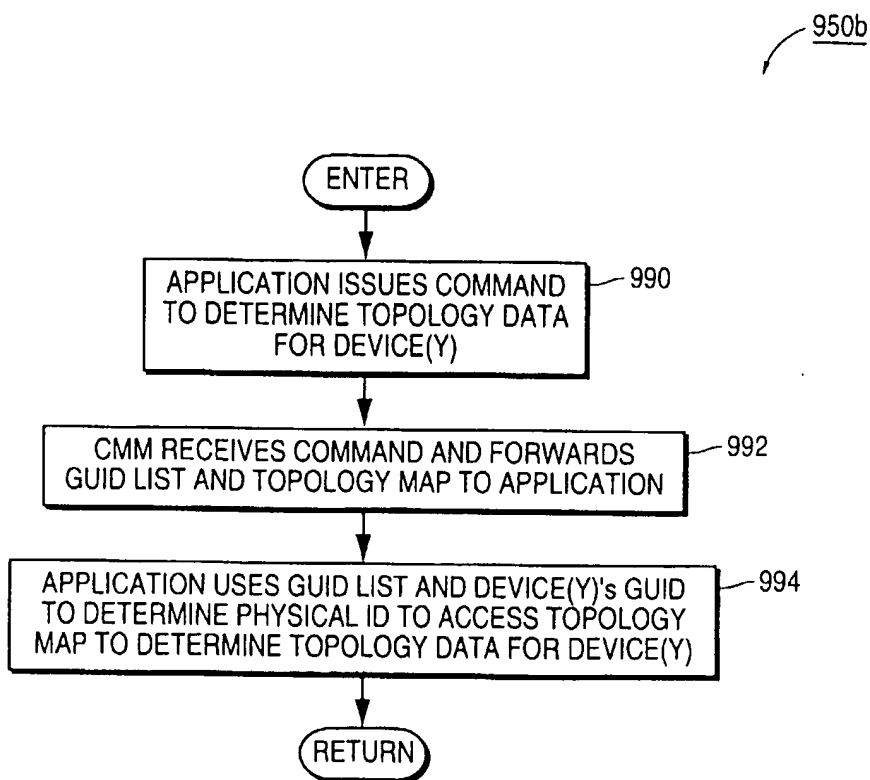 950b
ENTER
APPLICATION ISSUES COMMAND
TO DETERMINE TOPOLOGY DATA
FOR DEVICE(Y)
990
CMM RECEIVES COMMAND AND FORWARDS
GUID LIST AND TOPOLOGY MAP TO APPLICATION
992
APPLICATION USES GUID LIST AND DEVICE(Y)'s GUID
TO DETERMINE PHYSICAL ID TO ACCESS TOPOLOGY
MAP TO DETERMINE TOPOLOGY DATA FOR DEVICE(Y)
994
RETURN